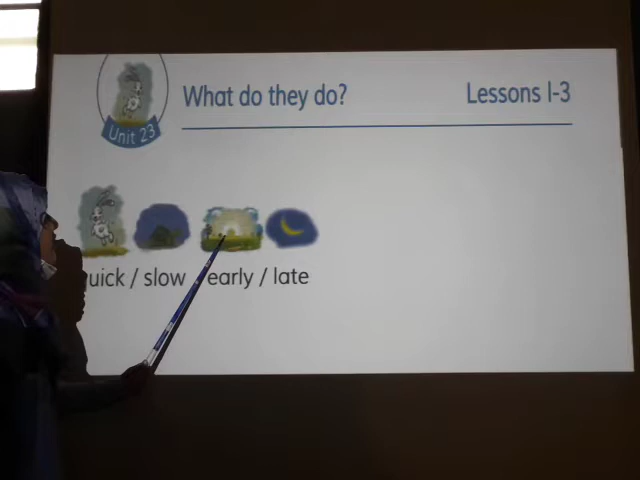 What do they do?
Lessons 1-3
Unit 23
uick / slow early / late